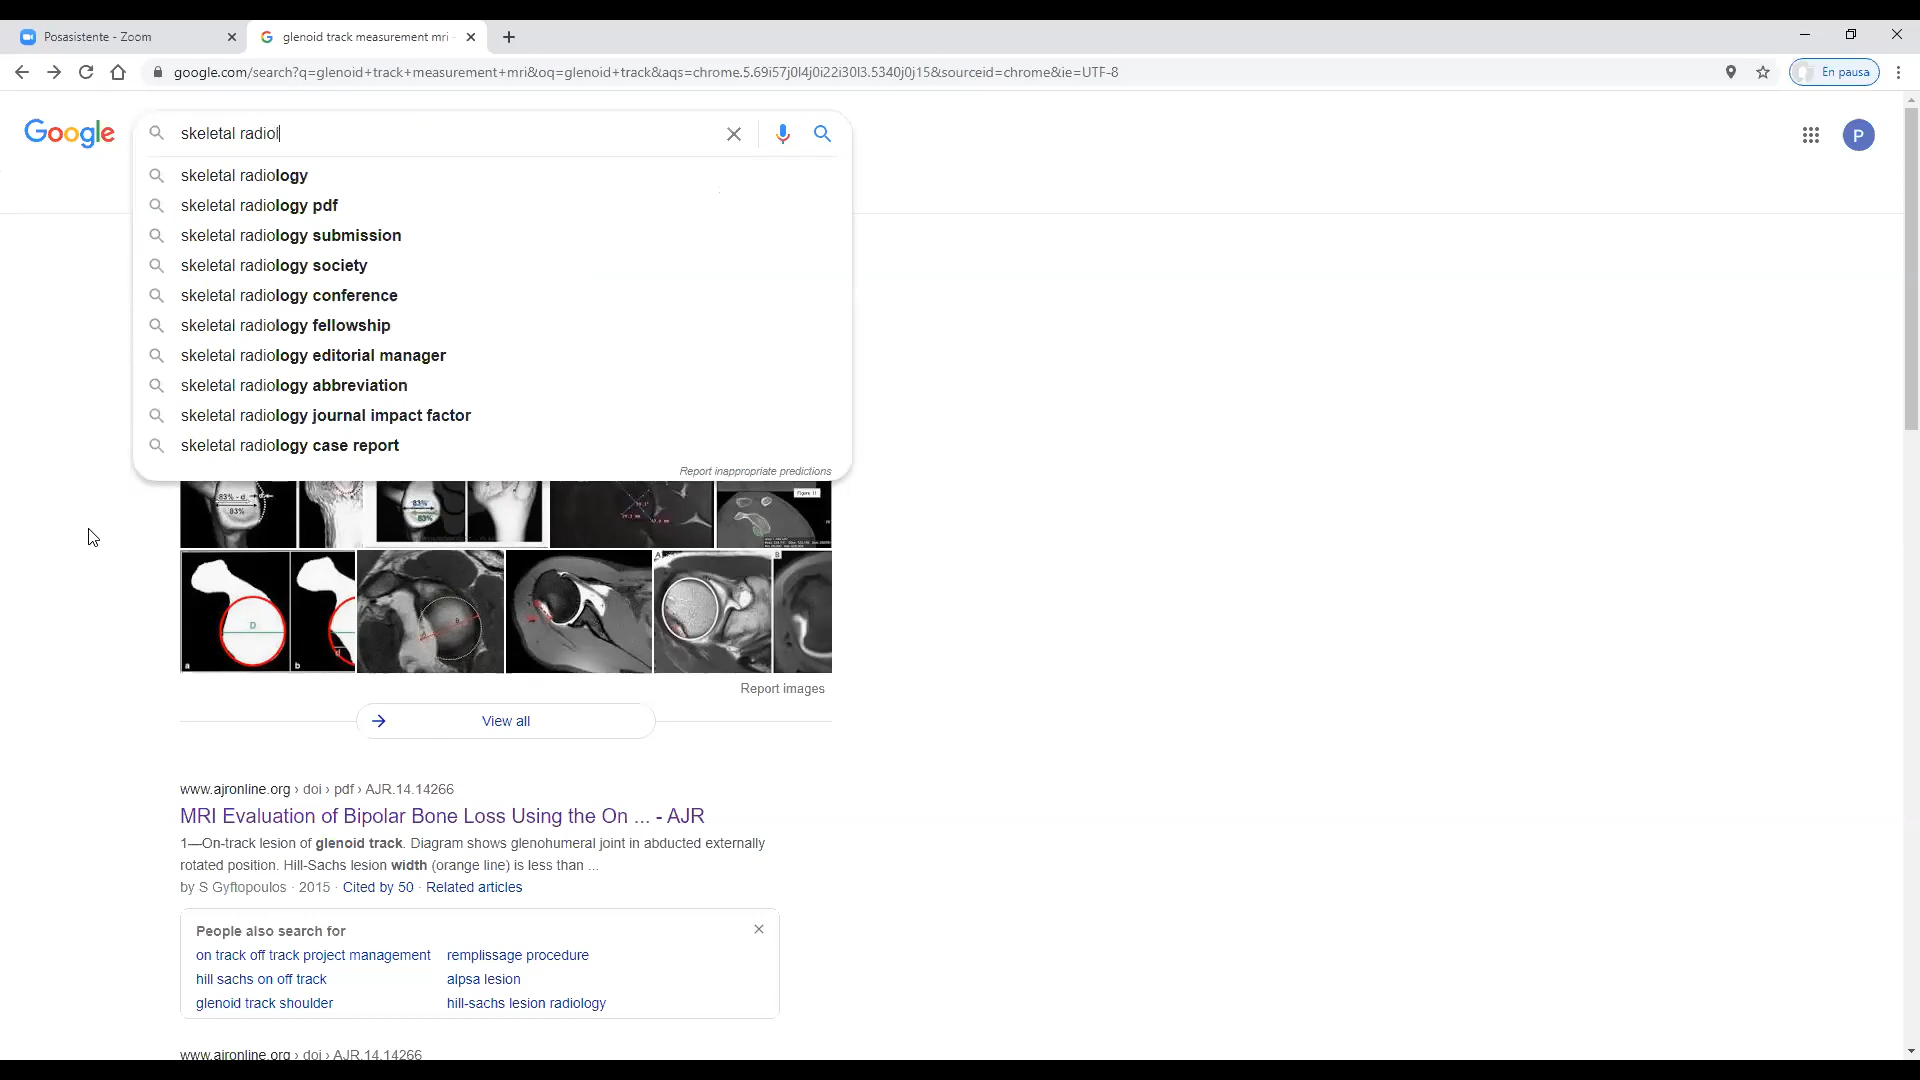 Posasistente - Zoom
glenoid track measurement mri -
google.com/search?q=glenoid+track+measurement+mri&oq=glenoid+track&aqs=chrome.5.69i57j0l4j0i22i30l3.5340j0j15&sourceid=chrome&ie=UTF-8
En pausa
Google
skeletal radiol
P
skeletal radiology
skeletal radiology pdf
skeletal radiology submission
skeletal radiology society
skeletal radiology conference
skeletal radiology fellowship
skeletal radiology editorial manager
skeletal radiology abbreviation
skeletal radiology journal impact factor
skeletal radiology case report
Report inappropriate predictions
83% - d
83%
83%
83%
Figure 11
A
B
D
d
a
b
Report images
View all
www.ajronline.org › doi › pdf › AJR.14.14266
MRI Evaluation of Bipolar Bone Loss Using the On ... - AJR
1—On-track lesion of glenoid track. Diagram shows glenohumeral joint in abducted externally
rotated position. Hill-Sachs lesion width (orange line) is less than ...
by S Gyftopoulos · 2015 · Cited by 50 · Related articles
People also search for
on track off track project management
remplissage procedure
hill sachs on off track
alpsa lesion
glenoid track shoulder
hill-sachs lesion radiology
www.ajronline.org › doi › AJR.14.14266